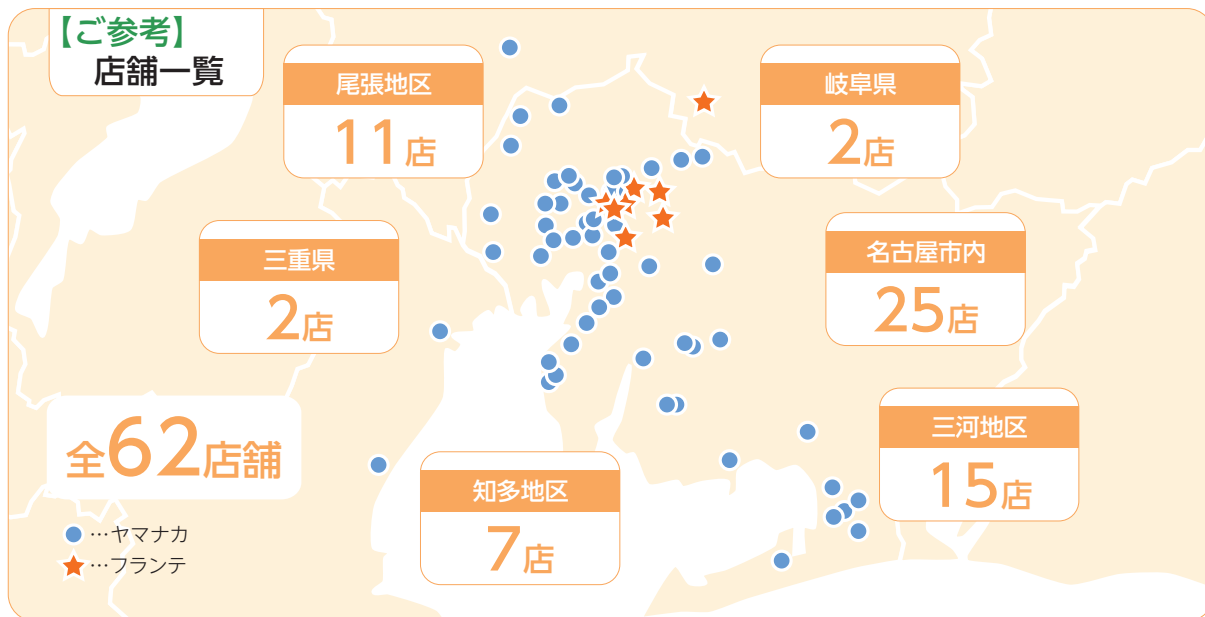 【ご参考】
店舗一覧
尾張地区
11店
岐阜県
2店
三重県
2店
名古屋市内
25店
全62店舗
三河地区
15店
知多地区
7店
…ヤマナカ
…フランテ